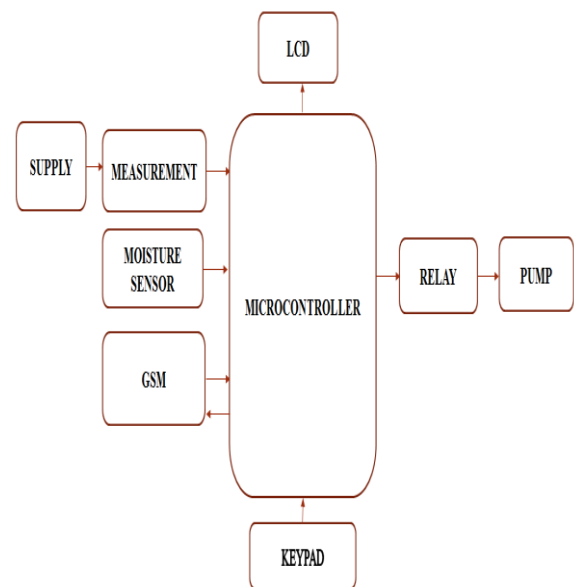 LCD
SUPPLY
MEASUREMENT
MOISTURE
SENSOR
MICROCONTROLLER
RELAY
PUMP
GSM
KEYPAD